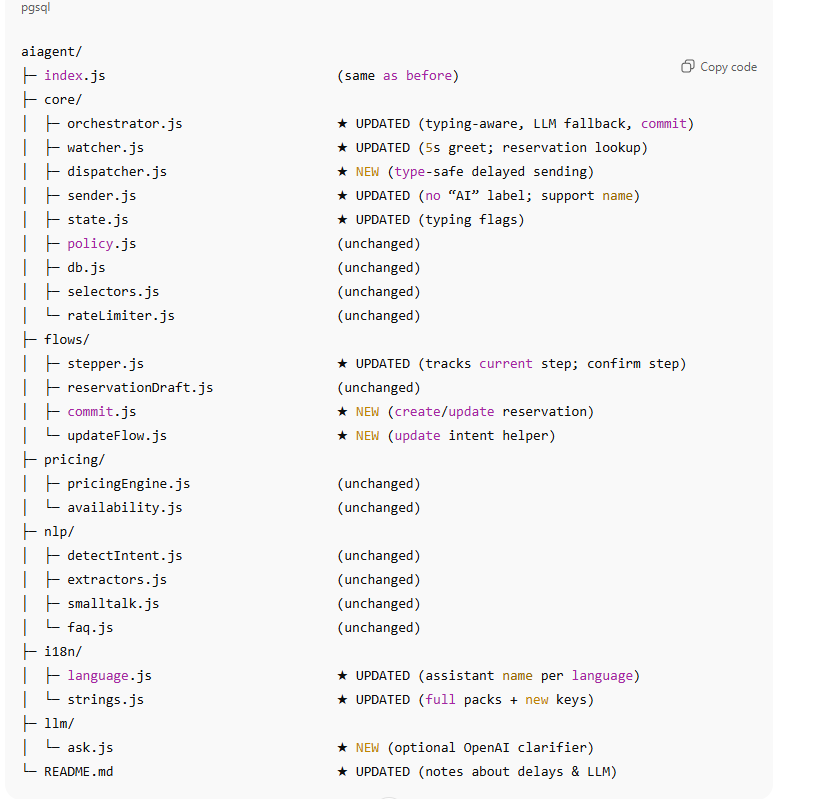 pgsql
Copy code
aiagent/
├─ index.js (same as before)
├─ core/
│ ├─ orchestrator.js ★ UPDATED (typing-aware, LLM fallback, commit)
│ ├─ watcher.js ★ UPDATED (5s greet; reservation lookup)
│ ├─ dispatcher.js ★ NEW (type-safe delayed sending)
│ ├─ sender.js ★ UPDATED (no “AI” label; support name)
│ ├─ state.js ★ UPDATED (typing flags)
│ ├─ policy.js (unchanged)
│ ├─ db.js (unchanged)
│ ├─ selectors.js (unchanged)
│ └─ rateLimiter.js (unchanged)
├─ flows/
│ ├─ stepper.js ★ UPDATED (tracks current step; confirm step)
│ ├─ reservationDraft.js (unchanged)
│ ├─ commit.js ★ NEW (create/update reservation)
│ └─ updateFlow.js ★ NEW (update intent helper)
├─ pricing/
│ ├─ pricingEngine.js (unchanged)
│ └─ availability.js (unchanged)
├─ nlp/
│ ├─ detectIntent.js (unchanged)
│ ├─ extractors.js (unchanged)
│ ├─ smalltalk.js (unchanged)
│ └─ faq.js (unchanged)
├─ i18n/
│ ├─ language.js ★ UPDATED (assistant name per language)
│ └─ strings.js ★ UPDATED (full packs + new keys)
├─ llm/
│ └─ ask.js ★ NEW (optional OpenAI clarifier)
└─ README.md ★ UPDATED (notes about delays & LLM)